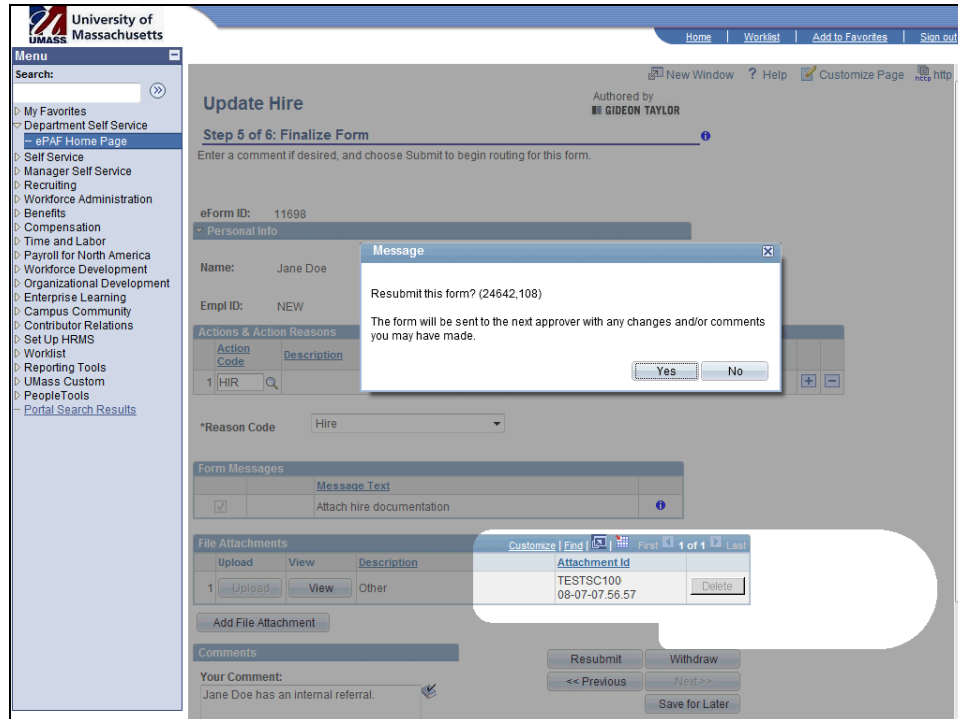 University of
Massachusetts
UMASS
Home | Worklist | Add to Favorites | Sign out
Menu
Search:
My Favorites
Department Self Service
ePAF Home Page
Self Service
Manager Self Service
Recruiting
Workforce Administration
Benefits
Compensation
Time and Labor
Payroll for North America
Workforce Development
Organizational Development
Enterprise Learning
Campus Community
Contributor Relations
Set Up HRMS
Worklist
Reporting Tools
UMass Custom
PeopleTools
Portal Search Results
New Window ? Help Customize Page http
Update Hire
Authored by
GIDEON TAYLOR
Step 5 of 6: Finalize Form
Enter a comment if desired, and choose Submit to begin routing for this form.
eForm ID: 11698
Personal Info
Name: Jane Doe
Empl ID: NEW
Message
Resubmit this form? (24642,108)
The form will be sent to the next approver with any changes and/or comments
you may have made.
Yes No
Actions & Action Reasons
Action Code Description
1 HIR
*Reason Code Hire
Form Messages
Message Text
Attach hire documentation
File Attachments Customize | Find | First 1 of 1 Last
Upload View Description Attachment Id
1 Upload View Other TESTSC100
08-07-07.56.57 Delete
Add File Attachment
Comments
Your Comment:
Jane Doe has an internal referral.
Resubmit Withdraw
<< Previous Next >>
Save for Later